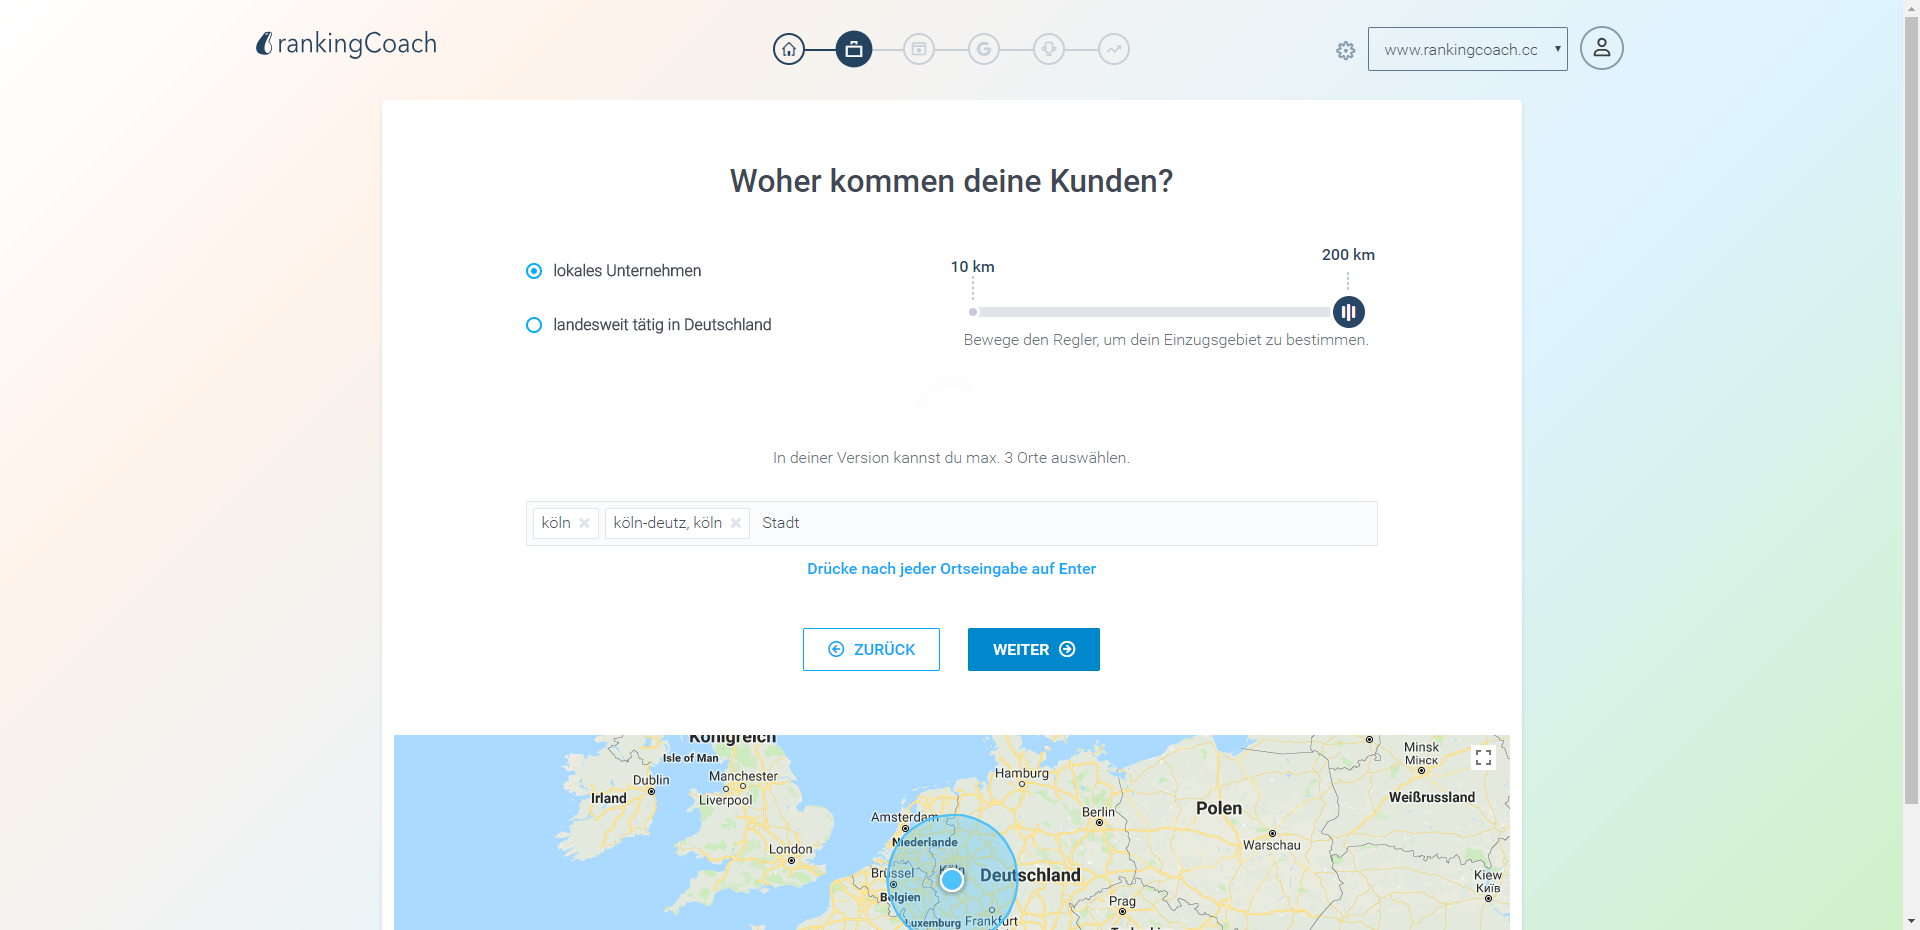 rankingCoach
www.rankingcoach.cc
Woher kommen deine Kunden?
lokales Unternehmen
landesweit tätig in Deutschland
10 km
200 km
Bewege den Regler, um dein Einzugsgebiet zu bestimmen.
In deiner Version kannst du max. 3 Orte auswählen.
köln
köln-deutz, köln
Stadt
Drücke nach jeder Ortseingabe auf Enter
ZURÜCK
WEITER
Königreich
Isle of Man
Dublin
Manchester
Irland
Liverpool
London
Hamburg
Amsterdam
Niederlande
Berlin
Polen
Warschau
Minsk
Мінск
Weißrussland
Brüssel
Köln
Deutschland
Belgien
Kiew
Київ
Prag
Luxemburg
Frankfurt